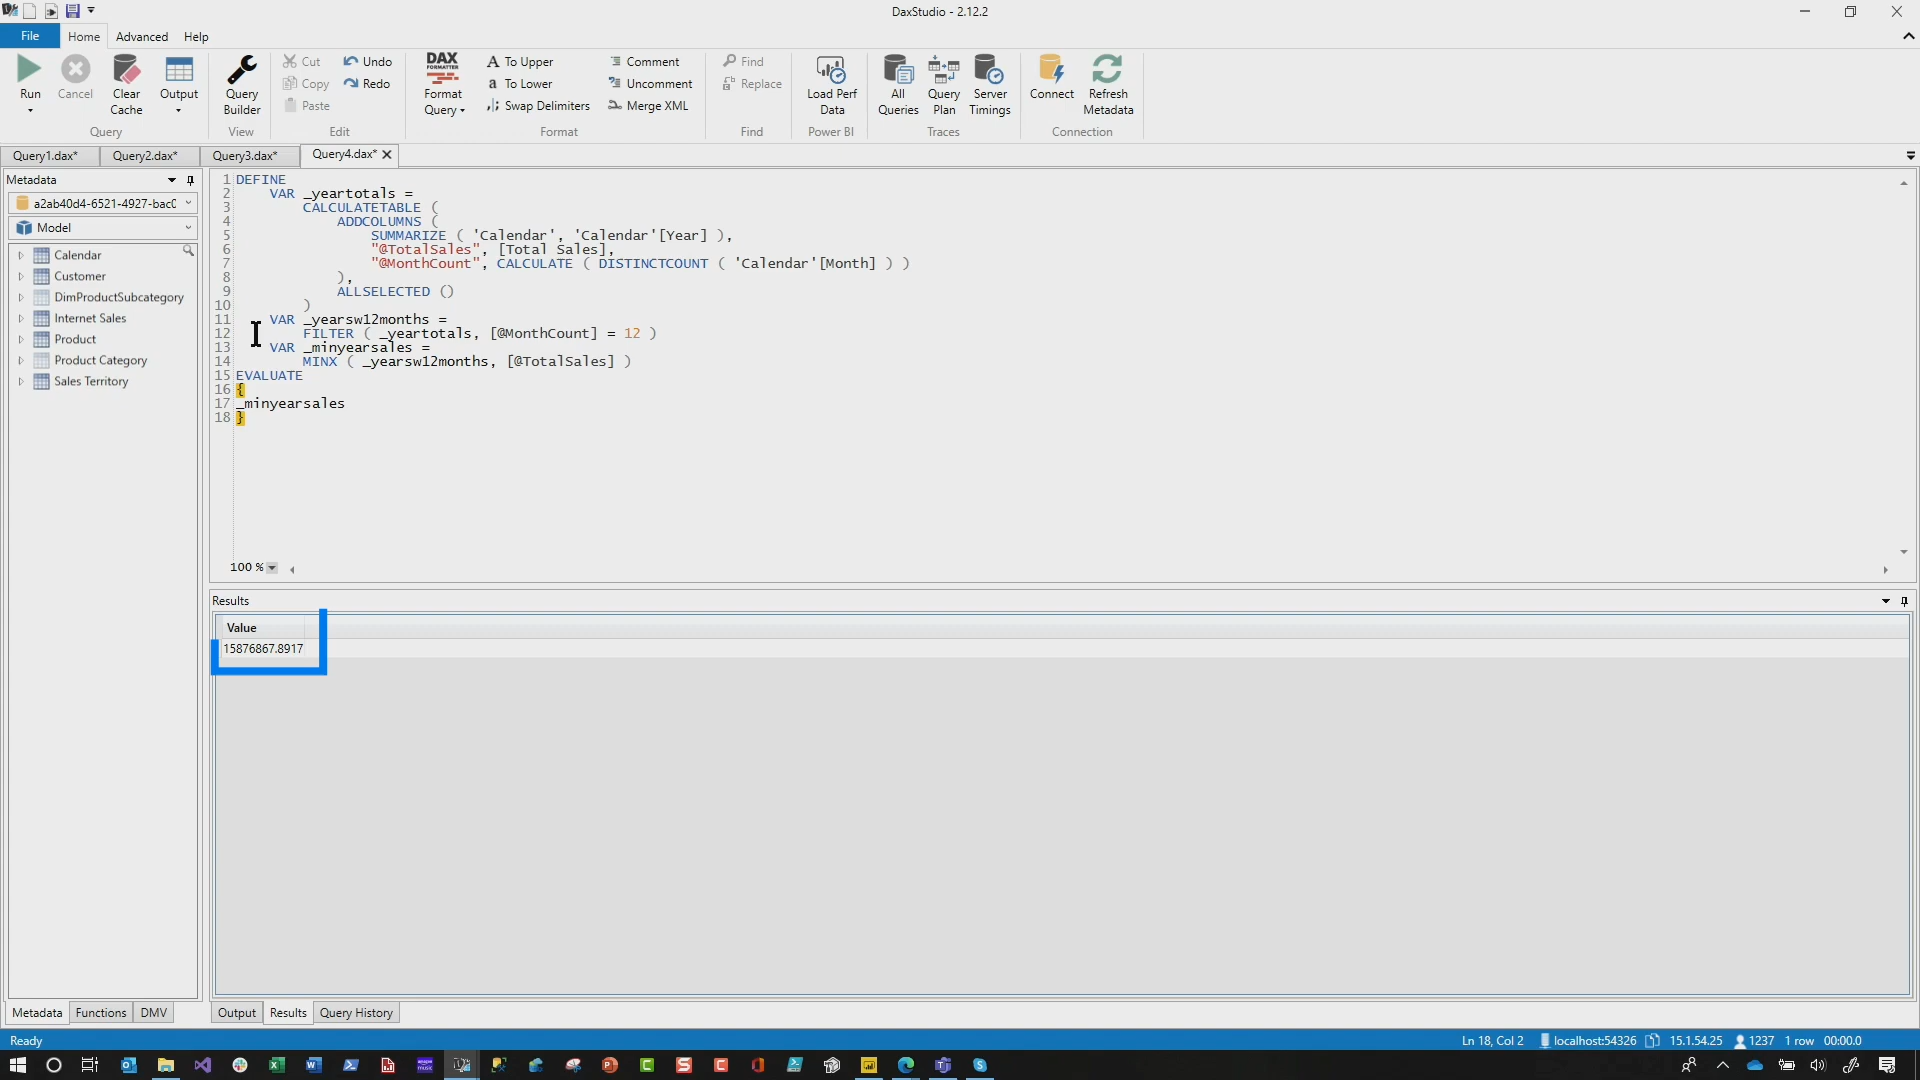 DaxStudio - 2.12.2
File Home Advanced Help
Run Cancel Clear Cache Output
Query
Query Builder
View
Cut Undo
Copy Redo
Paste
Edit
DAX FORMATTER
Format Query
To Upper Comment
To Lower Uncomment
Swap Delimiters Merge XML
Format
Find
Replace
Find
Load Perf Data
Power BI
All Queries Query Plan Server Timings
Traces
Connect Refresh Metadata
Connection
Query1.dax* Query2.dax* Query3.dax* Query4.dax*
Metadata
a2ab40d4-6521-4927-bac0
Model
Calendar
Customer
DimProductSubcategory
Internet Sales
Product
Product Category
Sales Territory
1 DEFINE
2 VAR _yeartotals =
3 CALCULATETABLE (
4 ADDCOLUMNS (
5 SUMMARIZE ( 'Calendar', 'Calendar'[Year] ),
6 "@TotalSales", [Total Sales],
7 "@MonthCount", CALCULATE ( DISTINCTCOUNT ( 'Calendar'[Month] ) )
8 ),
9 ALLSELECTED ()
10 )
11 VAR _yearsw12months =
12 FILTER ( _yeartotals, [@MonthCount] = 12 )
13 VAR _minyearsales =
14 MINX ( _yearsw12months, [@TotalSales] )
15 EVALUATE
16 {
17 _minyearsales
18 }
100 %
Results
Value
15876867.8917
Metadata Functions DMV
Output Results Query History
Ready
Ln 18, Col 2 localhost:54326 15.1.54.25 1237 1 row 00:00.0